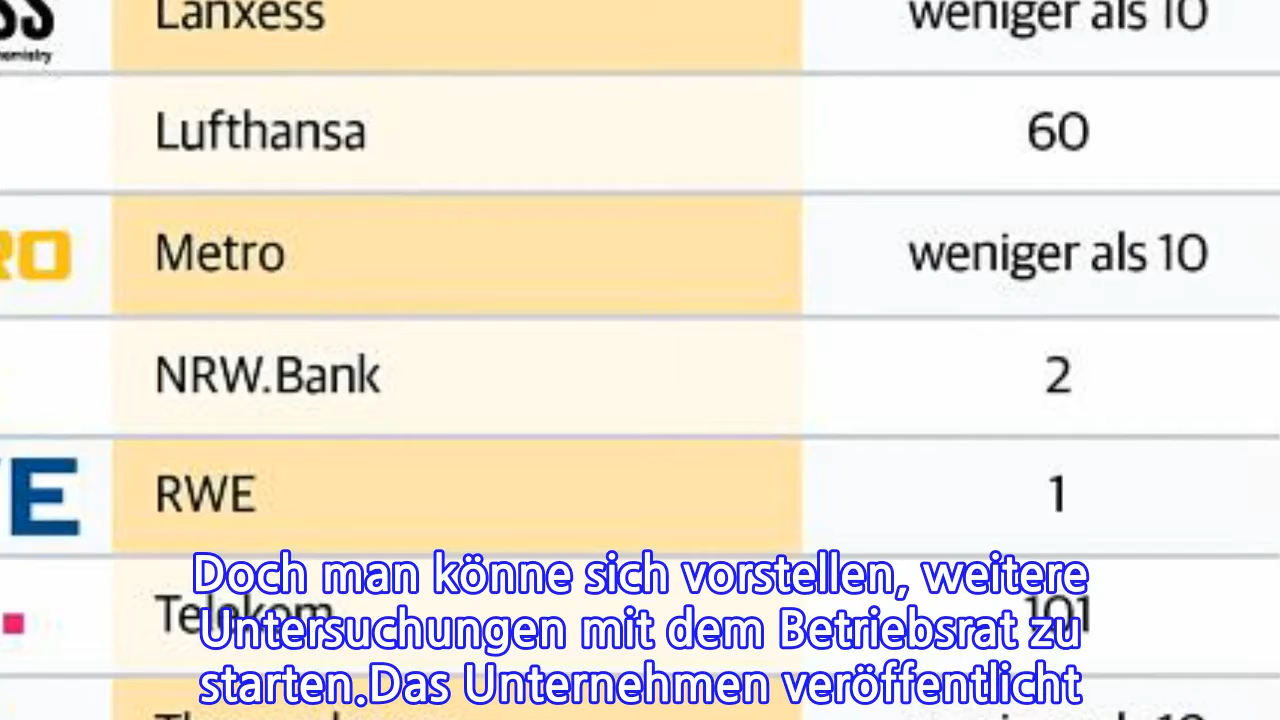 Lanxess weniger als 10
Lufthansa 60
Metro weniger als 10
NRW.Bank 2
RWE 1
Telekom 101
Doch man könne sich vorstellen, weitere
Untersuchungen mit dem Betriebsrat zu
starten.Das Unternehmen veröffentlicht